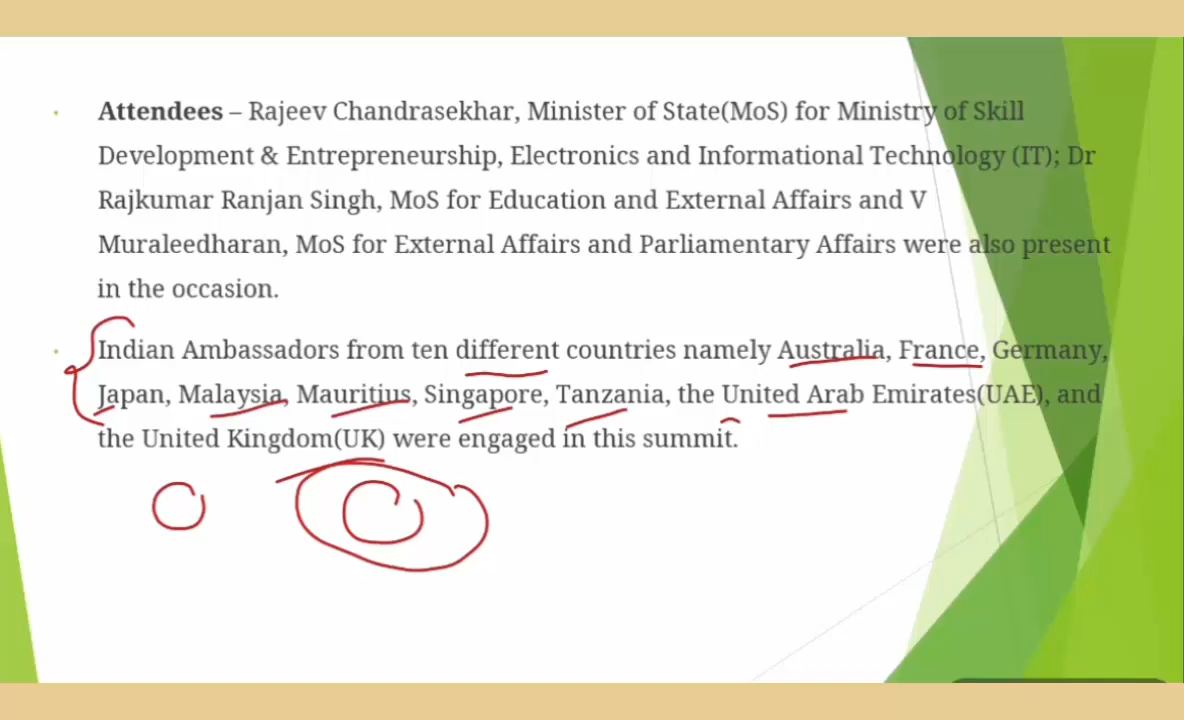 Attendees – Rajeev Chandrasekhar, Minister of State(MoS) for Ministry of Skill
Development & Entrepreneurship, Electronics and Informational Technology (IT); Dr
Rajkumar Ranjan Singh, MoS for Education and External Affairs and V
Muraleedharan, MoS for External Affairs and Parliamentary Affairs were also present
in the occasion.
Indian Ambassadors from ten different countries namely Australia, France, Germany,
Japan, Malaysia, Mauritius, Singapore, Tanzania, the United Arab Emirates(UAE), and
the United Kingdom(UK) were engaged in this summit.